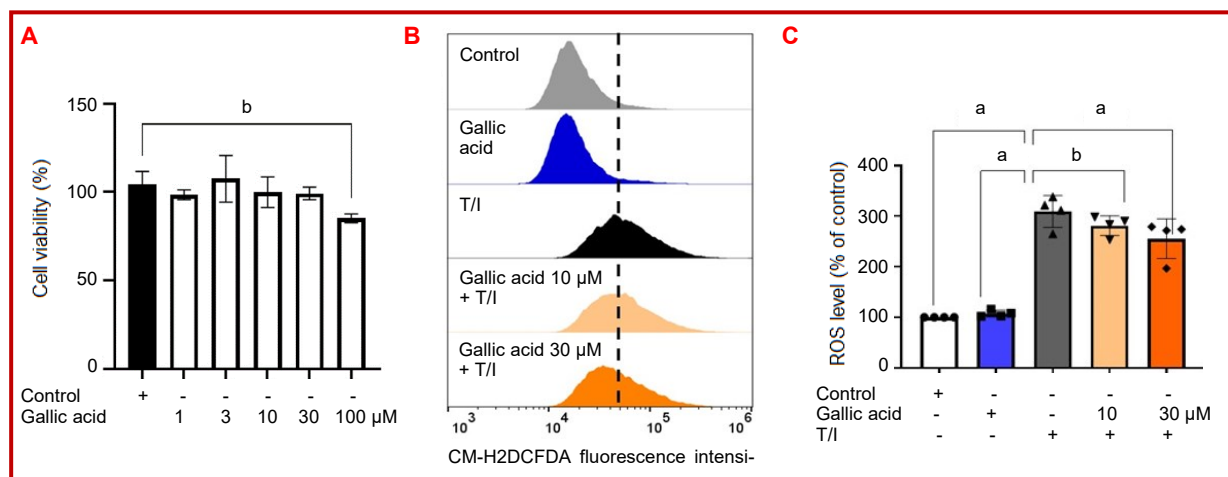 A
Cell viability (%)
150
100
50
0
b
Control + - - - - -
Gallic acid 1 3 10 30 100 µM
B
Control
Gallic
acid
T/I
Gallic acid 10 µM
+ T/I
Gallic acid 30 µM
+ T/I
10³ 10⁴ 10⁵ 10⁶
CM-H2DCFDA fluorescence intensi-
C
ROS level (% of control)
400
300
200
100
0
a a
a b
Control + - - - -
Gallic acid - + - 10 30 µM
T/I - - + + +